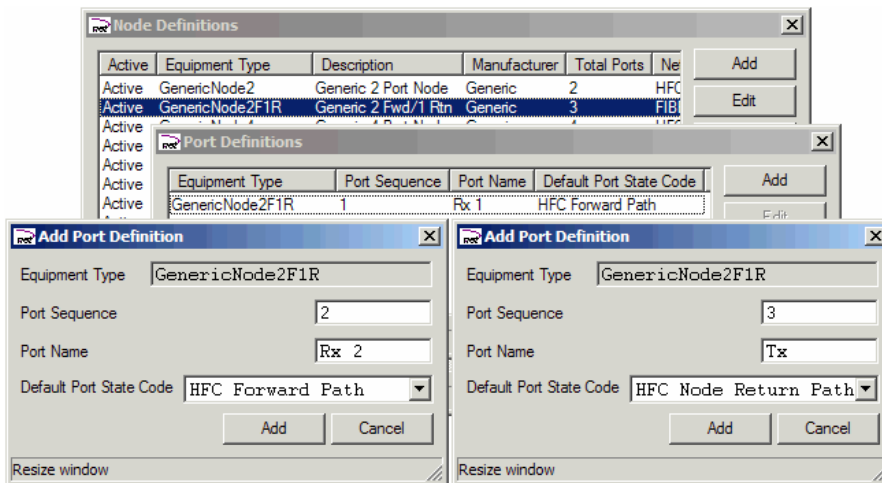 Node Definitions
Active Equipment Type Description Manufacturer Total Ports Ne
Add
Active GenericNode2 Generic 2 Port Node Generic 2 HFC
Active GenericNode2F1R Generic 2 Fwd/1 Rtn Generic 3 FIBI
Edit
Active
Active
Active
Active
Active
Port Definitions
Equipment Type Port Sequence Port Name Default Port State Code
Add
GenericNode2F1R 1 Rx 1 HFC Forward Path
Edit
Add Port Definition
Equipment Type GenericNode2F1R
Port Sequence 2
Port Name Rx 2
Default Port State Code HFC Forward Path
Add Cancel
Resize window
Add Port Definition
Equipment Type GenericNode2F1R
Port Sequence 3
Port Name Tx
Default Port State Code HFC Node Return Path
Add Cancel
Resize window